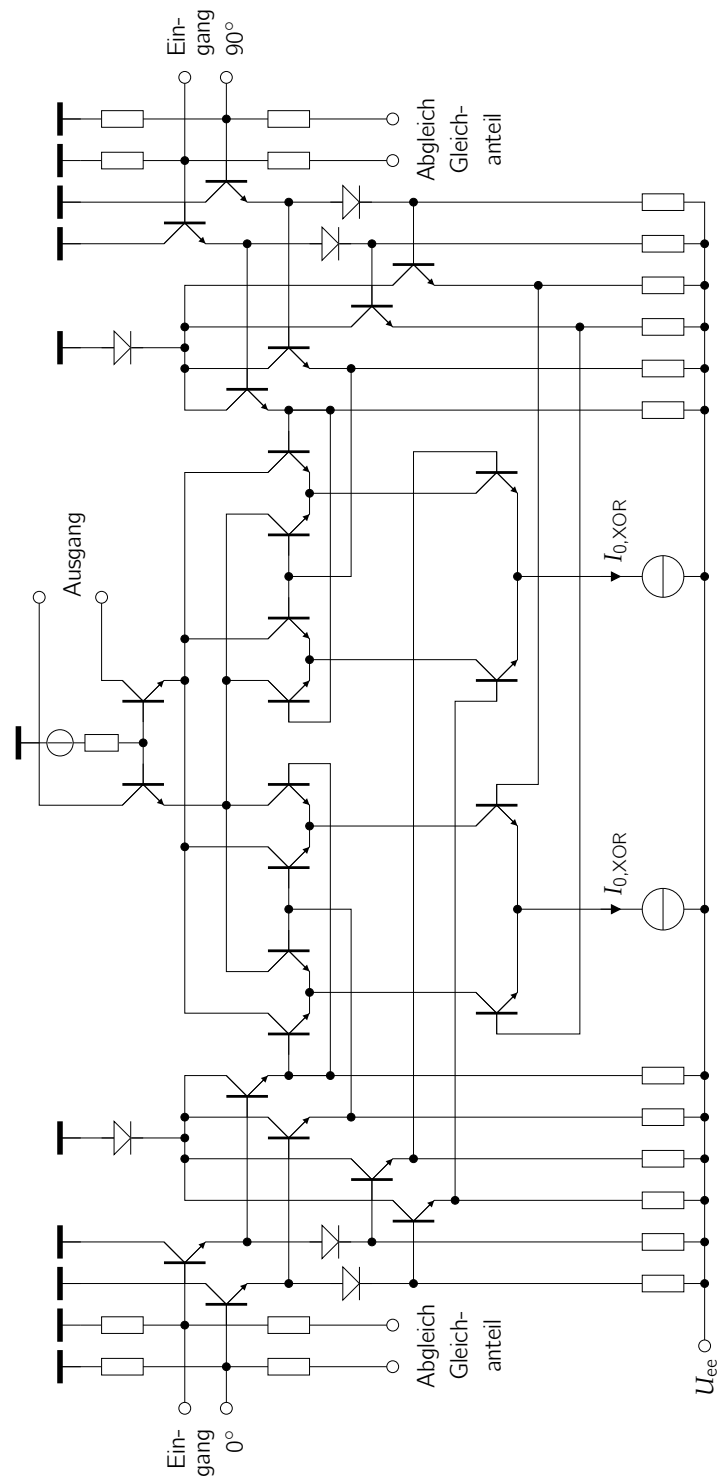 Ein-
gang
0°
Abgleich
Gleich-
anteil
Ausgang
I0,XOR
I0,XOR
Ein-
gang
90°
Abgleich
Gleich-
anteil
Uee